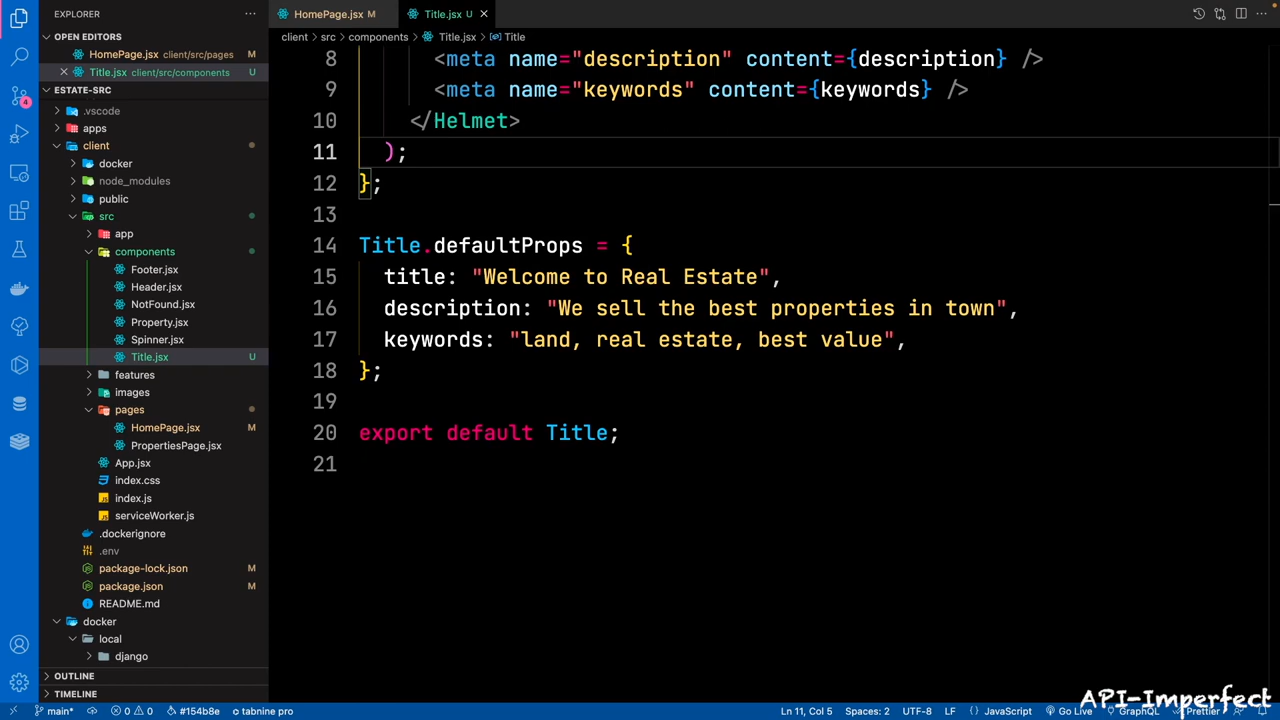 EXPLORER
OPEN EDITORS
HomePage.jsx client/src/pages M
Title.jsx client/src/components U
ESTATE-SRC
.vscode
apps
client
docker
node_modules
public
src
app
components
Footer.jsx
Header.jsx
NotFound.jsx
Property.jsx
Spinner.jsx
Title.jsx U
features
images
pages
HomePage.jsx M
PropertiesPage.jsx
App.jsx
index.css
index.js
serviceWorker.js
.dockerignore
.env
package-lock.json M
package.json M
README.md
docker
local
django
OUTLINE
TIMELINE
4
HomePage.jsx M
Title.jsx U
client > src > components > Title.jsx > Title
8 <meta name="description" content={description} />
9 <meta name="keywords" content={keywords} />
10 </Helmet>
11 );
12 };
13
14 Title.defaultProps = {
15 title: "Welcome to Real Estate",
16 description: "We sell the best properties in town",
17 keywords: "land, real estate, best value",
18 };
19
20 export default Title;
21
API-Imperfect
main* 0 0 #154b8e tabnine pro Ln 11, Col 5 Spaces: 2 UTF-8 LF JavaScript Go Live GraphQL Prettier